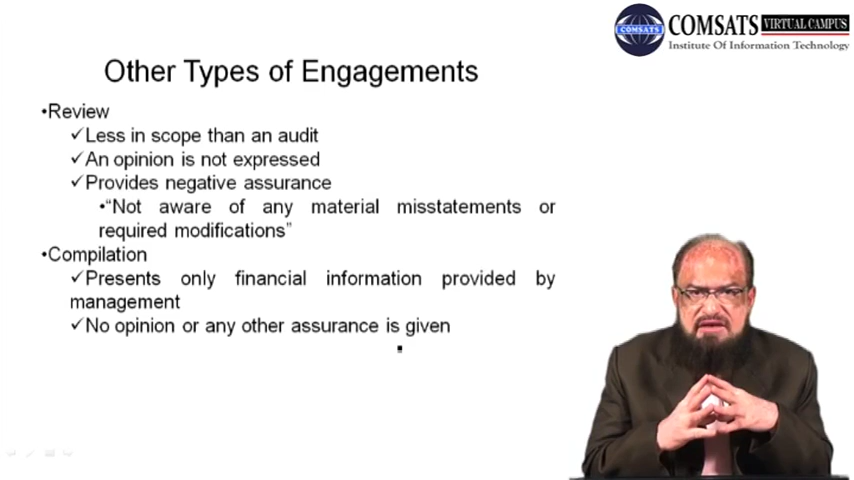 COMSATS
COMSATS VIRTUAL CAMPUS
Institute Of Information Technology
Other Types of Engagements
•Review
✓Less in scope than an audit
✓An opinion is not expressed
✓Provides negative assurance
•“Not aware of any material misstatements or
required modifications”
•Compilation
✓Presents only financial information provided by
management
✓No opinion or any other assurance is given